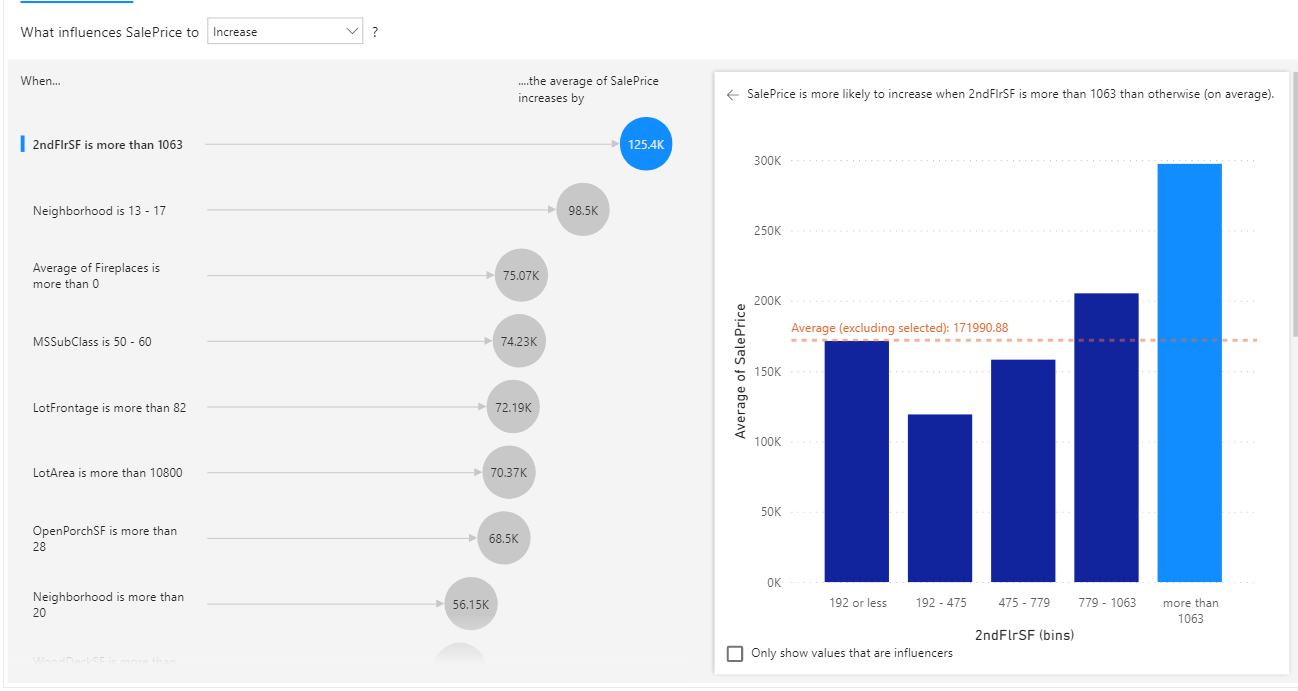 What influences SalePrice to Increase ?
When...
....the average of SalePrice
increases by
2ndFlrSF is more than 1063
125.4K
Neighborhood is 13 - 17
98.5K
Average of Fireplaces is
more than 0
75.07K
MSSubClass is 50 - 60
74.23K
LotFrontage is more than 82
72.19K
LotArea is more than 10800
70.37K
OpenPorchSF is more than
28
68.5K
Neighborhood is more than
20
56.15K
WoodDeckSF is more than
← SalePrice is more likely to increase when 2ndFlrSF is more than 1063 than otherwise (on average).
300K
250K
200K
150K
100K
50K
0K
Average of SalePrice
Average (excluding selected): 171990.88
192 or less
192 - 475
475 - 779
779 - 1063
more than
1063
2ndFlrSF (bins)
Only show values that are influencers